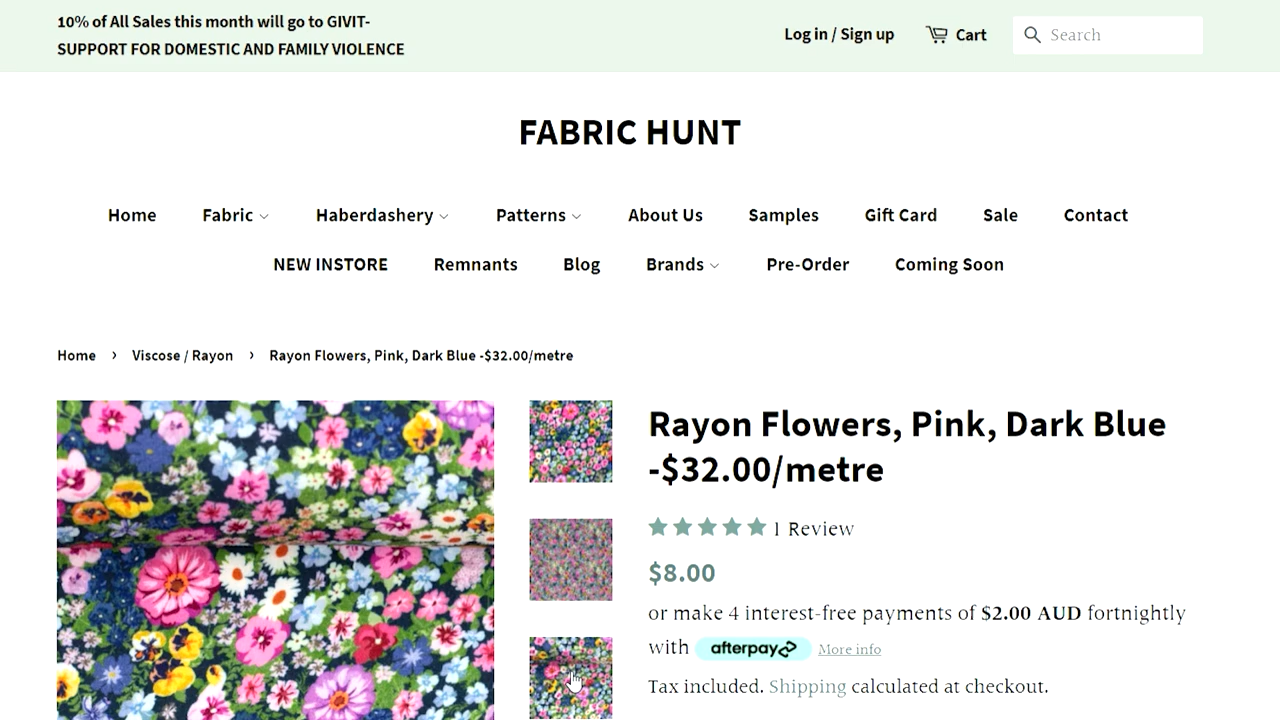 10% of All Sales this month will go to GIVIT-
SUPPORT FOR DOMESTIC AND FAMILY VIOLENCE
Log in / Sign up
Cart
Search
FABRIC HUNT
Home Fabric Haberdashery Patterns About Us Samples Gift Card Sale Contact
NEW INSTORE Remnants Blog Brands Pre-Order Coming Soon
Home › Viscose / Rayon › Rayon Flowers, Pink, Dark Blue -$32.00/metre
Rayon Flowers, Pink, Dark Blue
-$32.00/metre
1 Review
$8.00
or make 4 interest-free payments of $2.00 AUD fortnightly
with afterpay More info
Tax included. Shipping calculated at checkout.